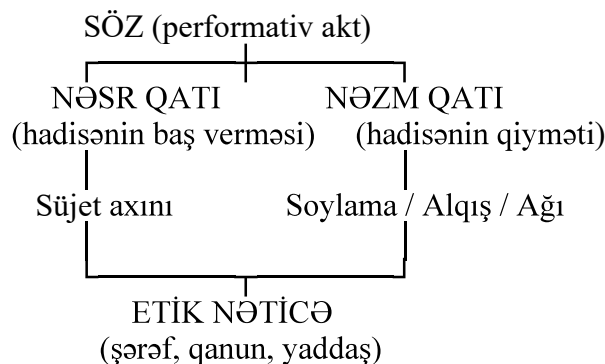 SÖZ (performativ akt)
NƏSR QATI NƏZM QATI
(hadisənin baş verməsi) (hadisənin qiyməti)
Süjet axını Soylama / Alqış / Ağı
ETİK NƏTİCƏ
(şərəf, qanun, yaddaş)